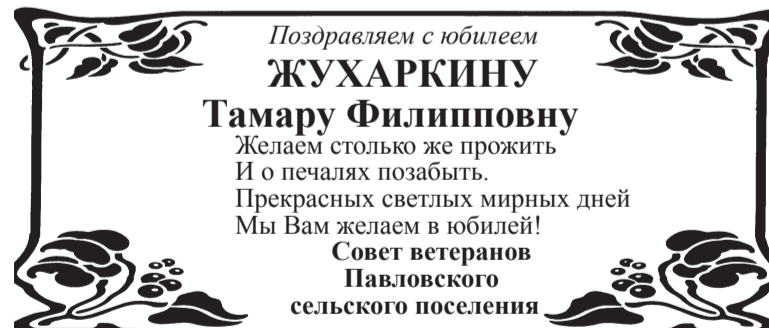 Поздравляем с юбилеем
ЖУХАРКИНУ
Тамару Филипповну
Желаем столько же прожить
И о печалях позабыть.
Прекрасных светлых мирных дней
Мы Вам желаем в юбилей!
Совет ветеранов
Павловского
сельского поселения